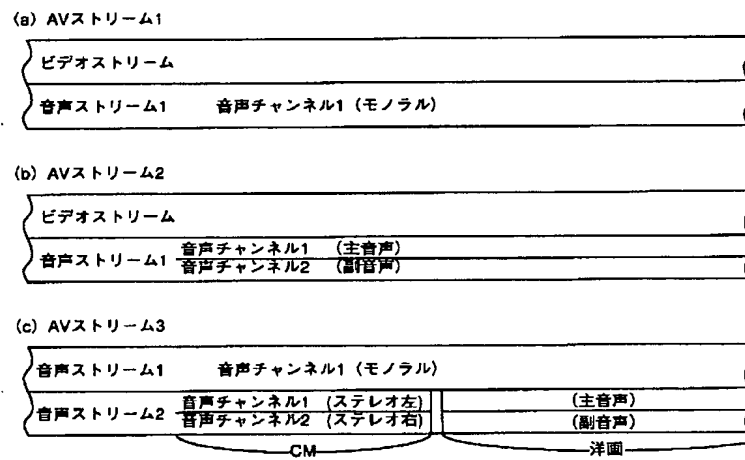 (a) AVストリーム1
ビデオストリーム
音声ストリーム1 音声チャンネル1（モノラル）
(b) AVストリーム2
ビデオストリーム
音声ストリーム1
音声チャンネル1 （主音声）
音声チャンネル2 （副音声）
(c) AVストリーム3
音声ストリーム1 音声チャンネル1（モノラル）
音声ストリーム2
音声チャンネル1 （ステレオ左） （主音声）
音声チャンネル2 （ステレオ右） （副音声）
CM 洋画